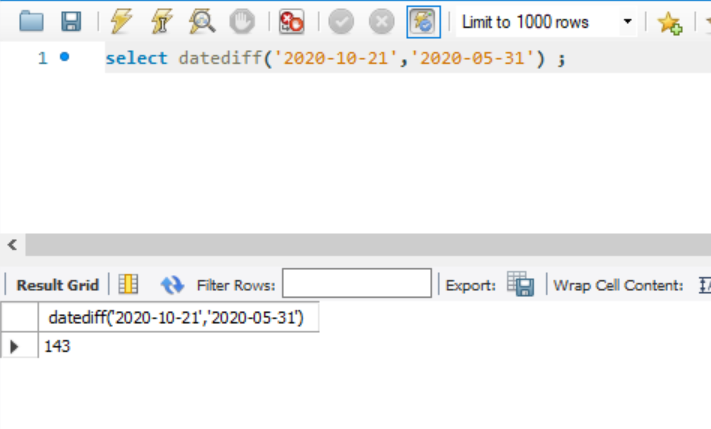 Limit to 1000 rows
1 select datediff('2020-10-21','2020-05-31') ;
Result Grid Filter Rows: Export: Wrap Cell Content:
datediff('2020-10-21','2020-05-31')
143